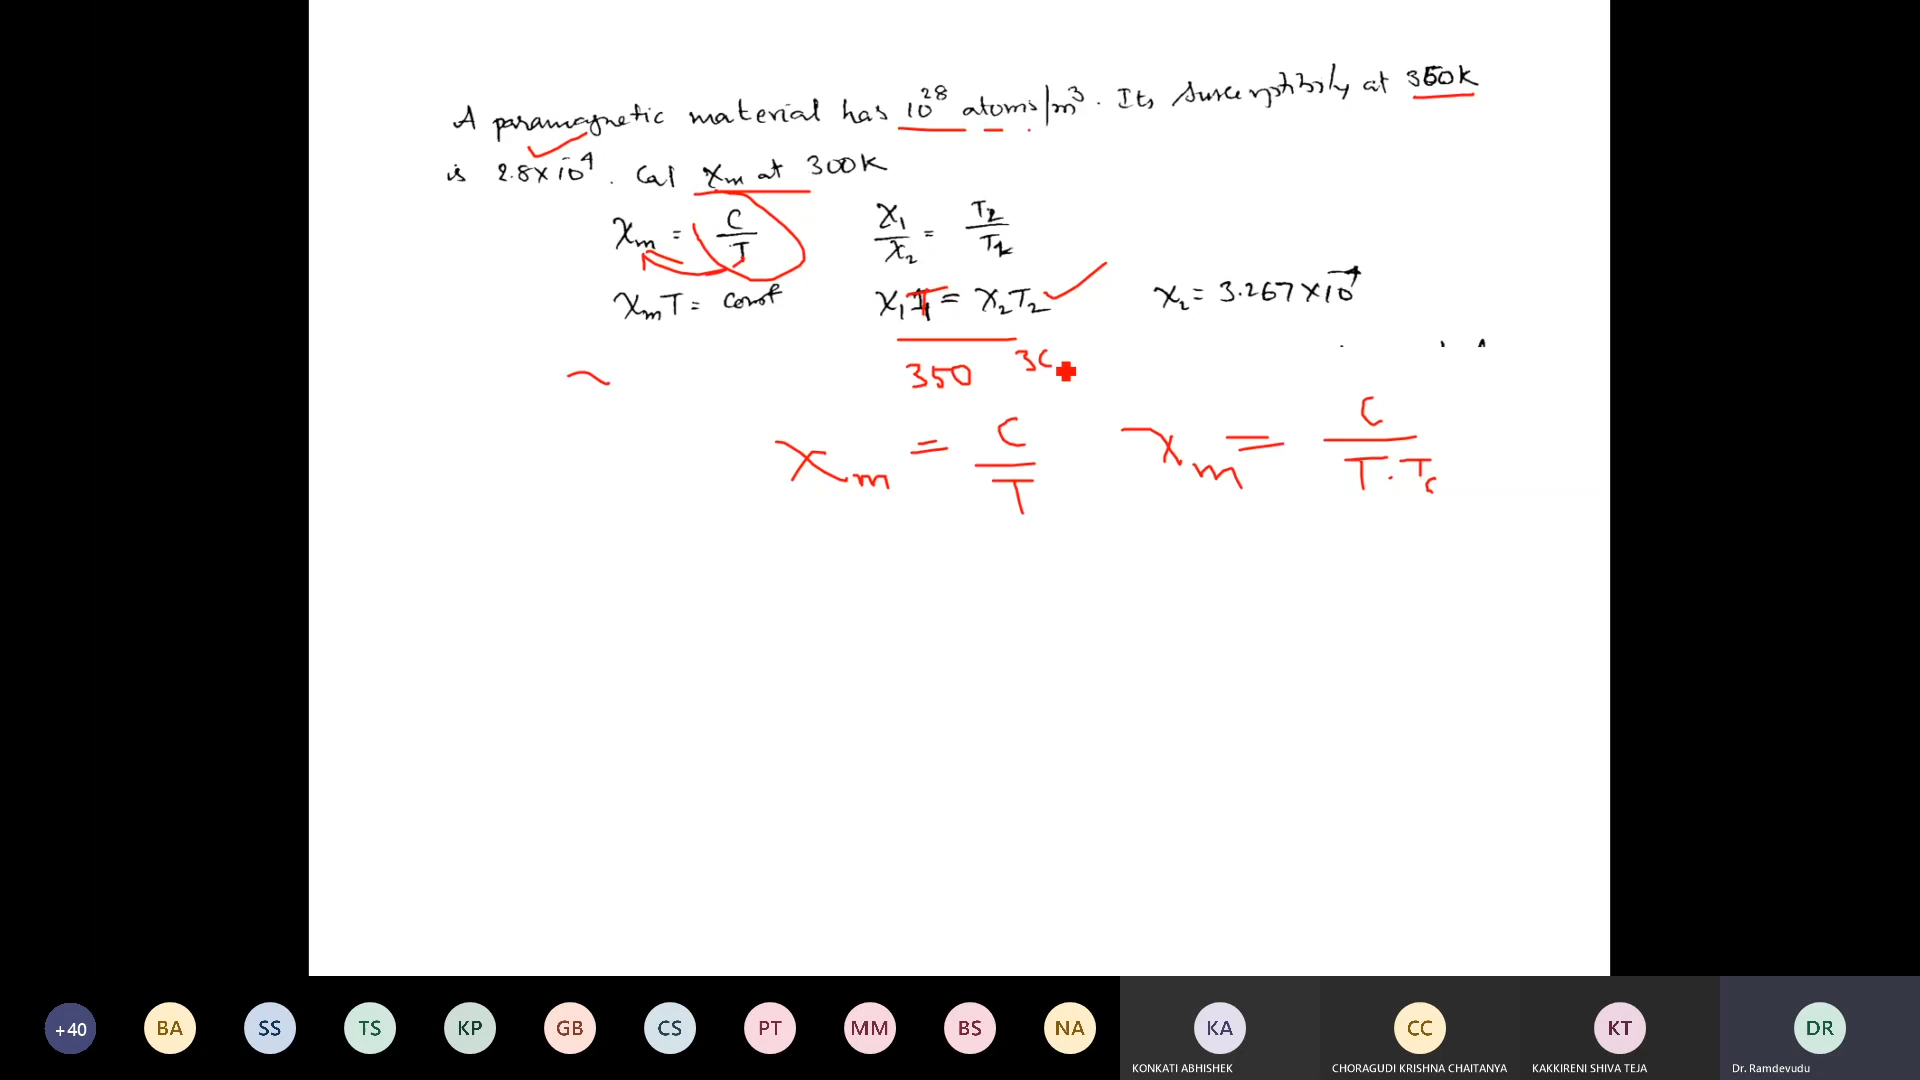 A paramagnetic material has 10^28 atoms/m^3. Its susceptibility at 350K
is 2.8×10^-4. Cal χm at 300K
χm = C/T
χ1/χ2 = T2/T1
χmT = const
χ1T1 = χ2T2
χ2 = 3.267×10^-4
350 30
χm = C/T
χm = C/T·Tc
+40 BA SS TS KP GB CS PT MM BS NA KA CC KT DR
KONKATI ABHISHEK CHORAGUDI KRISHNA CHAITANYA KAKKIRENI SHIVA TEJA Dr. Ramdevudu